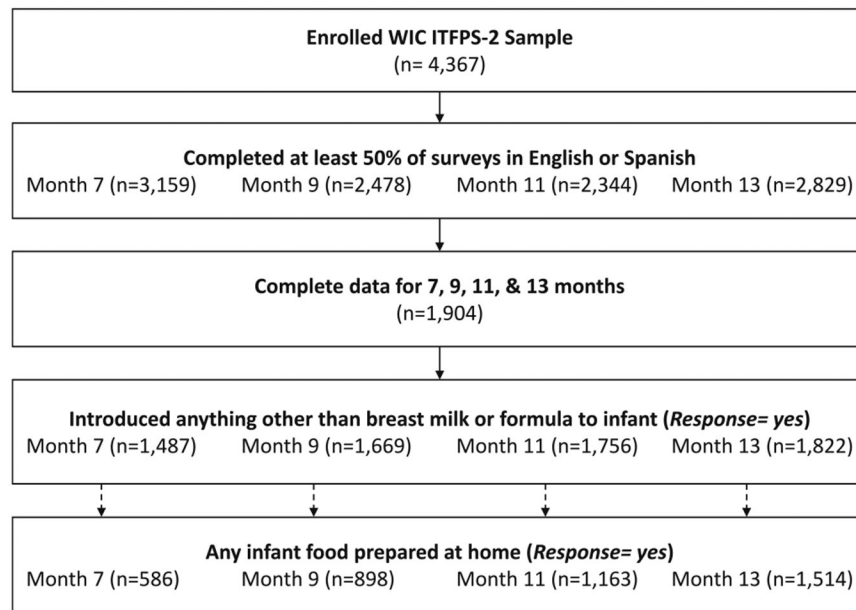 Enrolled WIC ITFPS-2 Sample
(n= 4,367)
Completed at least 50% of surveys in English or Spanish
Month 7 (n=3,159) Month 9 (n=2,478) Month 11 (n=2,344) Month 13 (n=2,829)
Complete data for 7, 9, 11, & 13 months
(n=1,904)
Introduced anything other than breast milk or formula to infant (Response= yes)
Month 7 (n=1,487) Month 9 (n=1,669) Month 11 (n=1,756) Month 13 (n=1,822)
Any infant food prepared at home (Response= yes)
Month 7 (n=586) Month 9 (n=898) Month 11 (n=1,163) Month 13 (n=1,514)